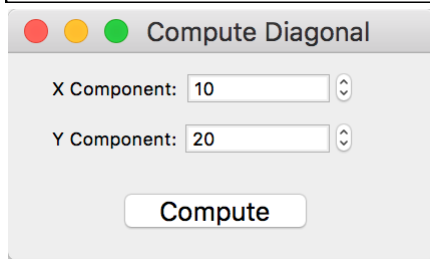 Compute Diagonal
X Component: 10
Y Component: 20
Compute